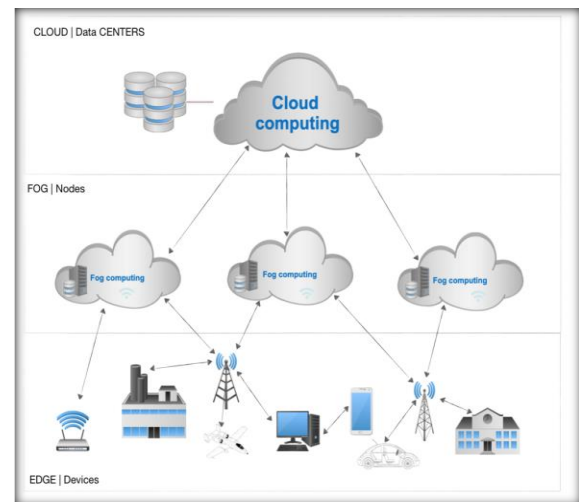 CLOUD | Data CENTERS
Cloud
computing
FOG | Nodes
Fog computing
Fog computing
Fog computing
EDGE | Devices